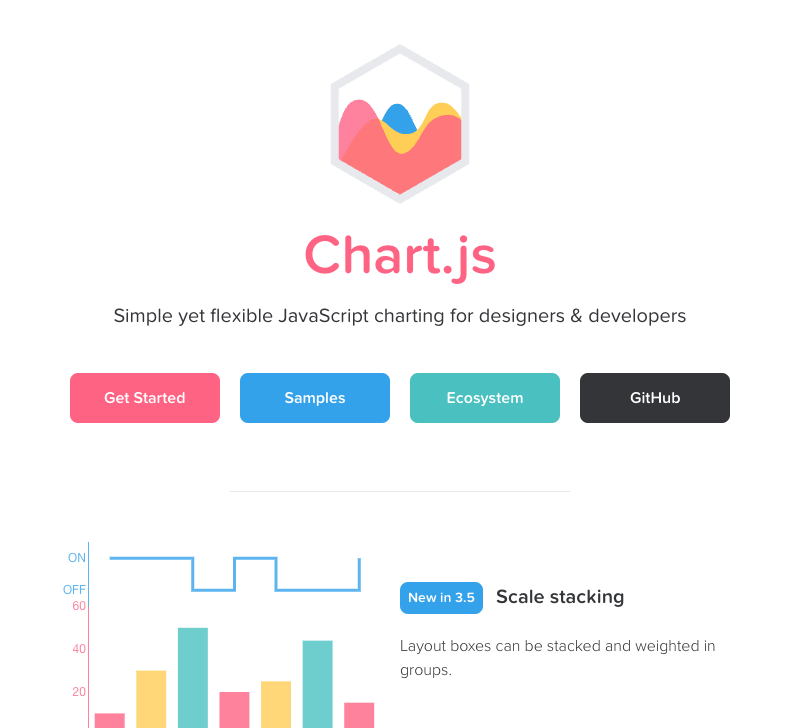 Chart.js
Simple yet flexible JavaScript charting for designers & developers
Get Started
Samples
Ecosystem
GitHub
ON
OFF
60
40
20
New in 3.5
Scale stacking
Layout boxes can be stacked and weighted in
groups.